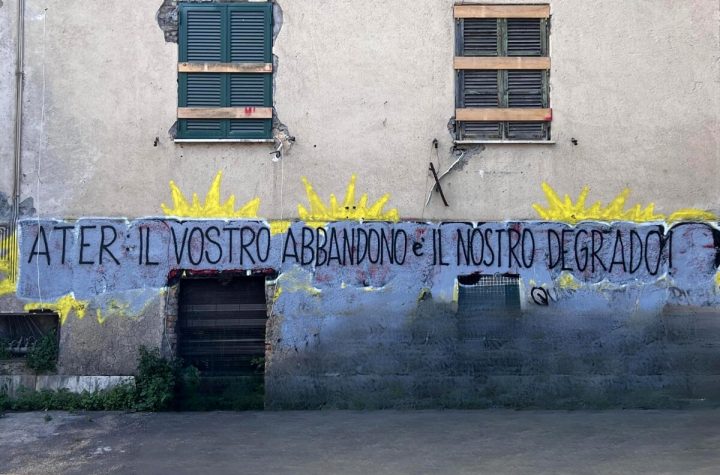 ATER IL VOSTRO ABBANDONO è IL NOSTRO DEGRADO